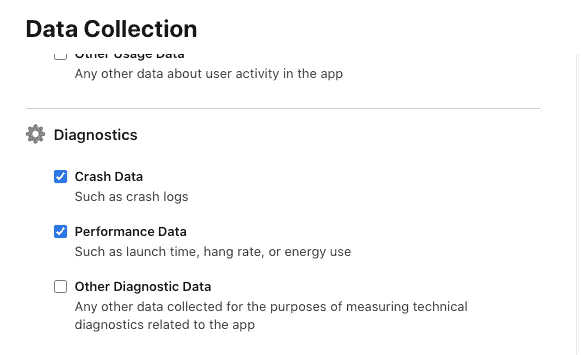 Data Collection
Other Usage Data
Any other data about user activity in the app
Diagnostics
Crash Data
Such as crash logs
Performance Data
Such as launch time, hang rate, or energy use
Other Diagnostic Data
Any other data collected for the purposes of measuring technical
diagnostics related to the app